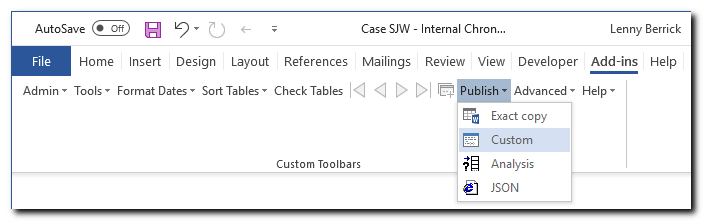 AutoSave Off Case SJW - Internal Chron... Lenny Berrick
File Home Insert Design Layout References Mailings Review View Developer Add-ins Help
Admin Tools Format Dates Sort Tables Check Tables Publish Advanced Help
Exact copy
Custom
Analysis
JSON
Custom Toolbars